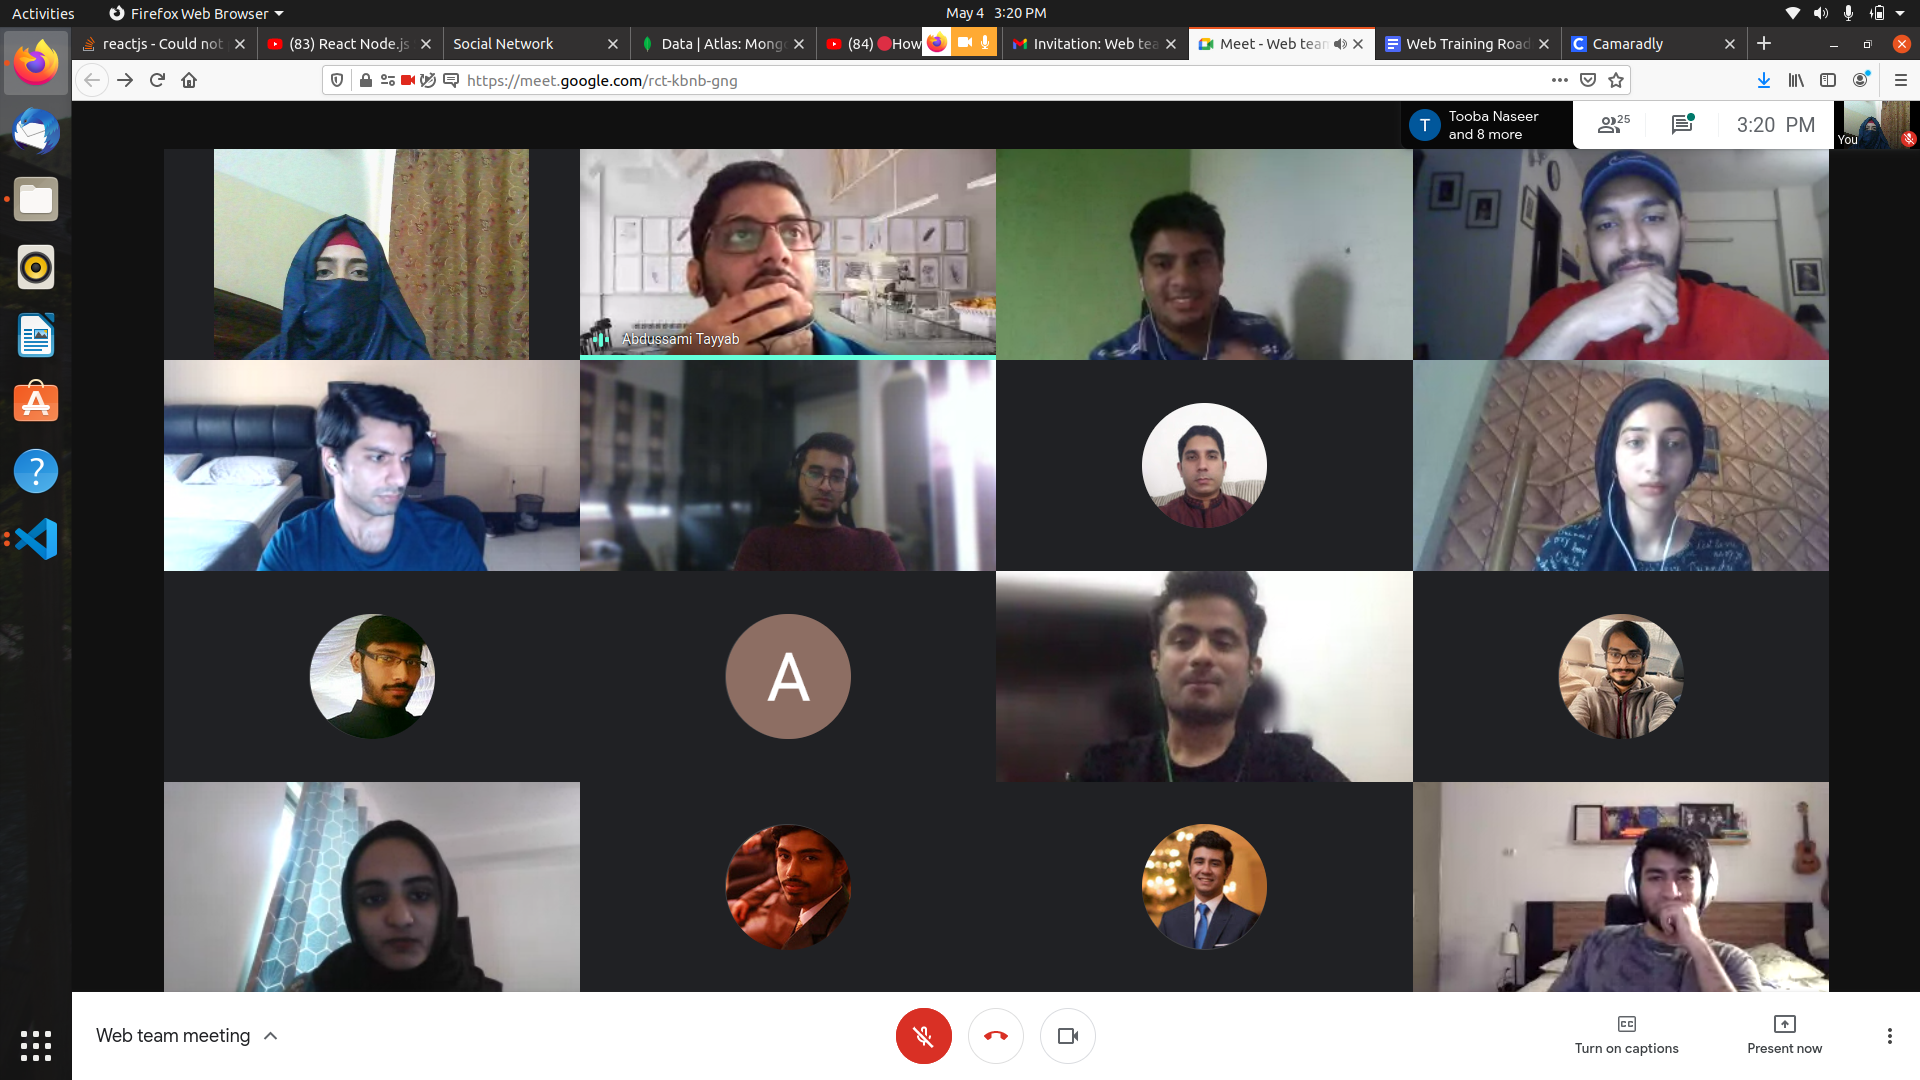 Activities
Firefox Web Browser
May 4 3:20 PM
reactjs - Could not
(83) React Node.js
Social Network
Data | Atlas: Mongo
(84) 🔴How
Invitation: Web tea
Meet - Web team
Web Training Road
Camaradly
https://meet.google.com/rct-kbnb-gng
T
Tooba Naseer
and 8 more
25
3:20 PM
You
Abdussami Tayyab
A
Web team meeting
Turn on captions
Present now